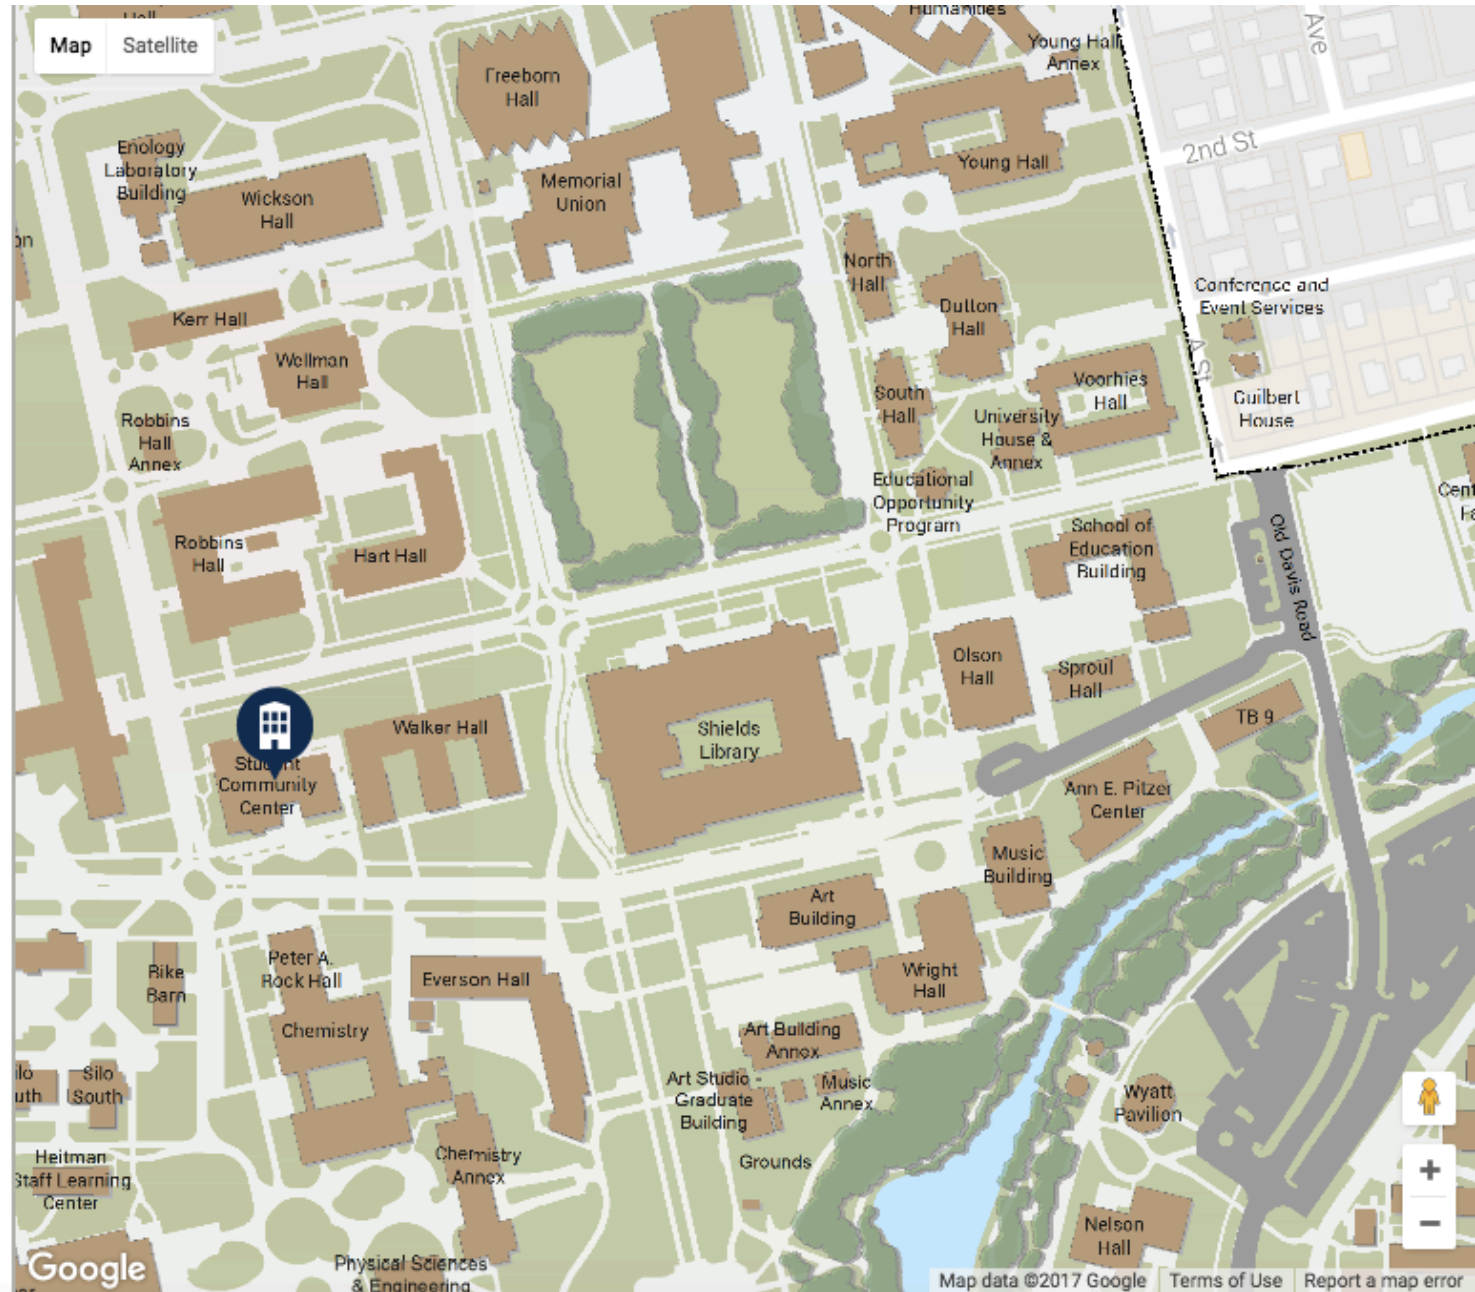 Hall
Map
Satellite
Humanities
Young Hall
Annex
Ave
Freeborn
Hall
2nd St
Enology
Laboratory
Building
Young Hall
Memorial
Union
Wickson
Hall
on
North
Hall
Conference and
Event Services
Dutton
Hall
Kerr Hall
A St
Wellman
Hall
Voorhies
Hall
South
Hall
Guilbert
House
University
House &
Annex
Robbins
Hall
Annex
Educational
Opportunity
Program
Cent
School of
Education
Building
Old Davis Road
Robbins
Hall
Hart Hall
Olson
Hall
Sproul
Hall
TB 9
Walker Hall
Shields
Library
Student
Community
Center
Ann E. Pitzer
Center
Music
Building
Art
Building
Peter A.
Rock Hall
Bike
Barn
Everson Hall
Wright
Hall
Chemistry
Art Building
Annex
Silo
South
ilo
uth
Art Studio -
Graduate
Building
Music
Annex
Wyatt
Pavilion
Chemistry
Annex
Grounds
Heitman
Staff Learning
Center
Nelson
Hall
Physical Sciences
& Engineering
Google
Map data ©2017 Google
Terms of Use
Report a map error